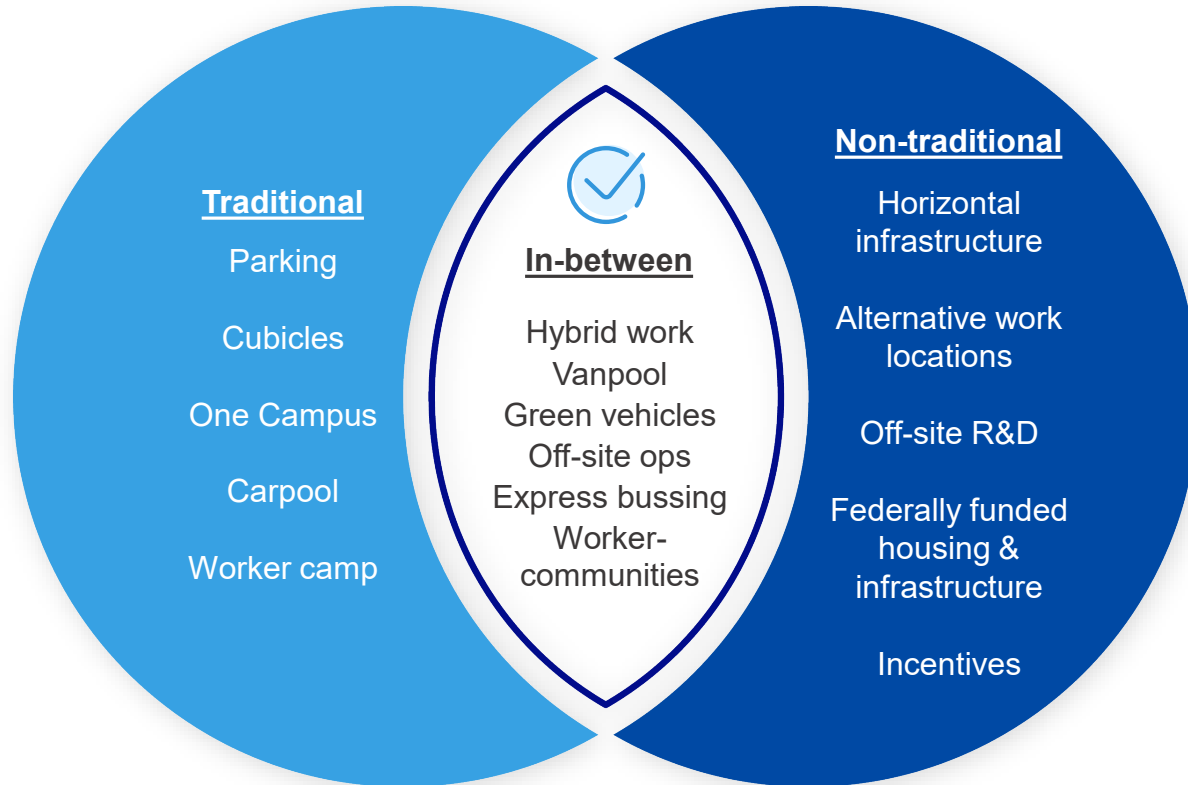 Traditional
Parking
Cubicles
One Campus
Carpool
Worker camp
In-between
Hybrid work
Vanpool
Green vehicles
Off-site ops
Express bussing
Worker-
communities
Non-traditional
Horizontal
infrastructure
Alternative work
locations
Off-site R&D
Federally funded
housing &
infrastructure
Incentives